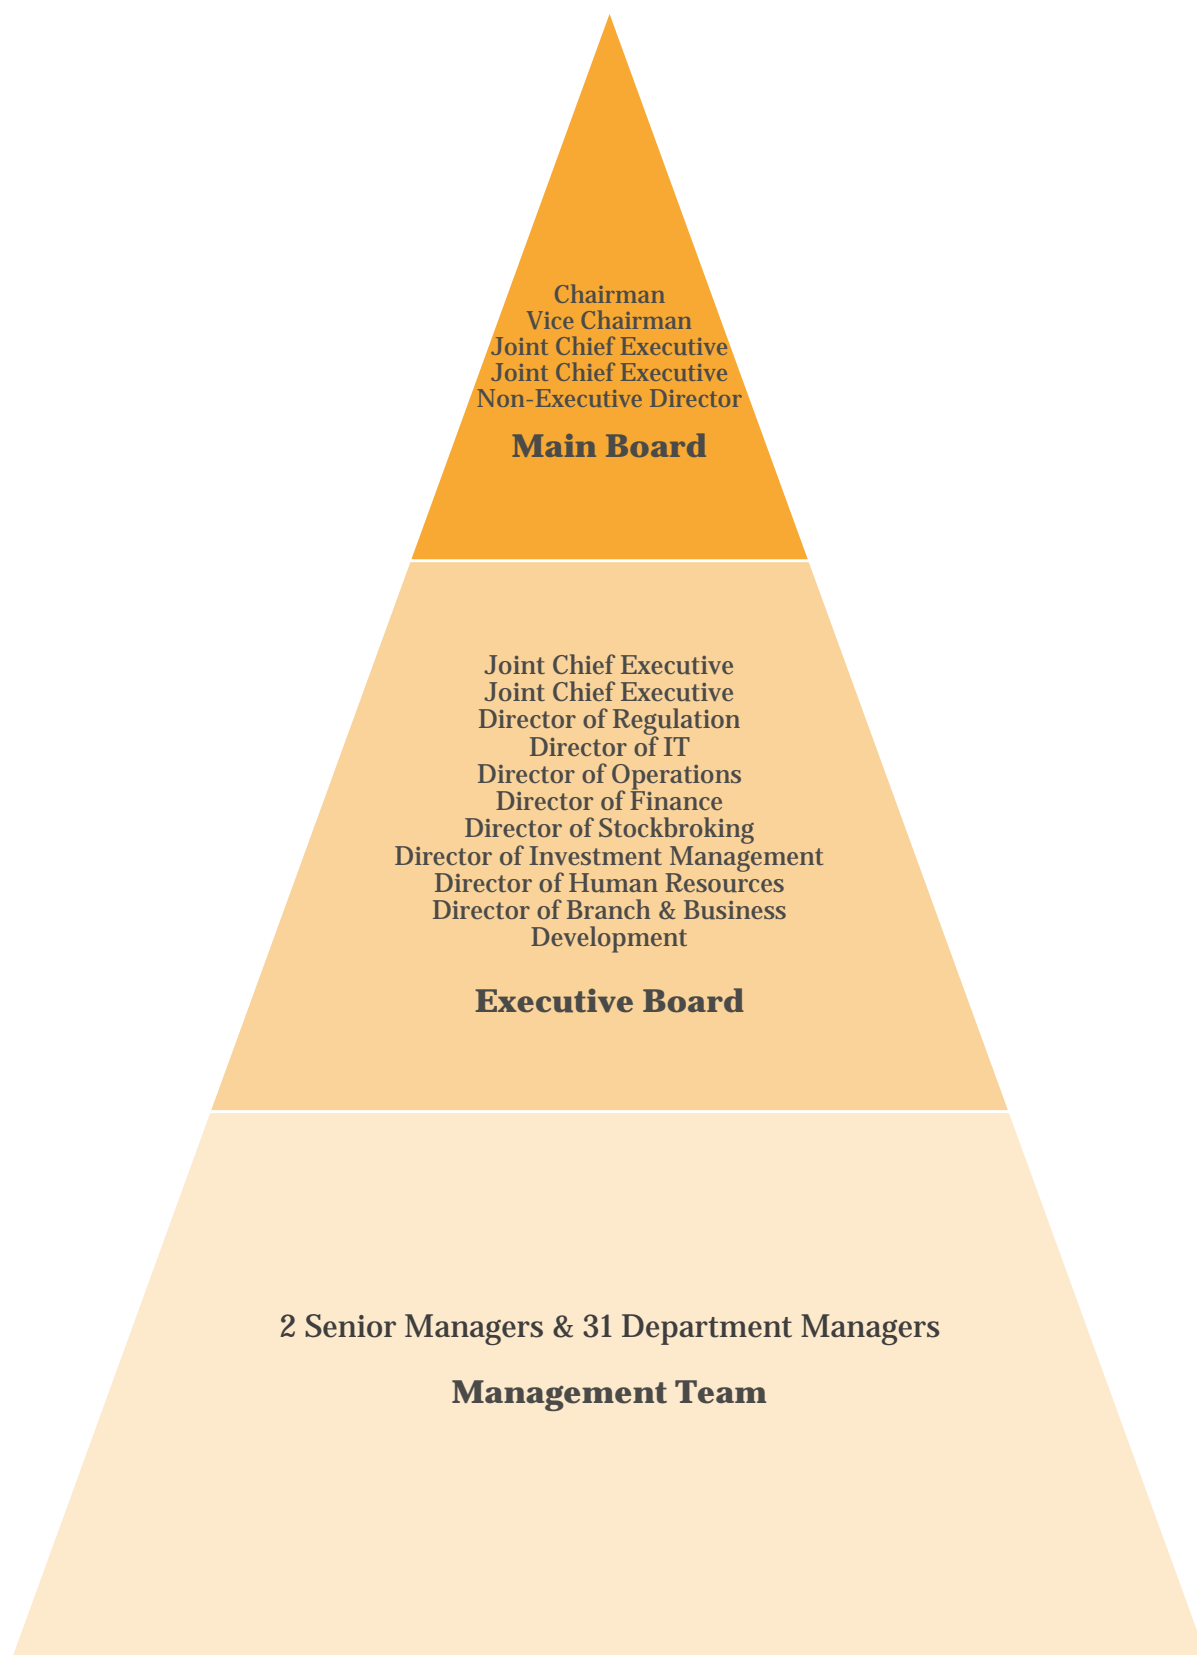 Chairman
Vice Chairman
Joint Chief Executive
Joint Chief Executive
Non-Executive Director
Main Board
Joint Chief Executive
Joint Chief Executive
Director of Regulation
Director of IT
Director of Operations
Director of Finance
Director of Stockbroking
Director of Investment Management
Director of Human Resources
Director of Branch & Business
Development
Executive Board
2 Senior Managers & 31 Department Managers
Management Team